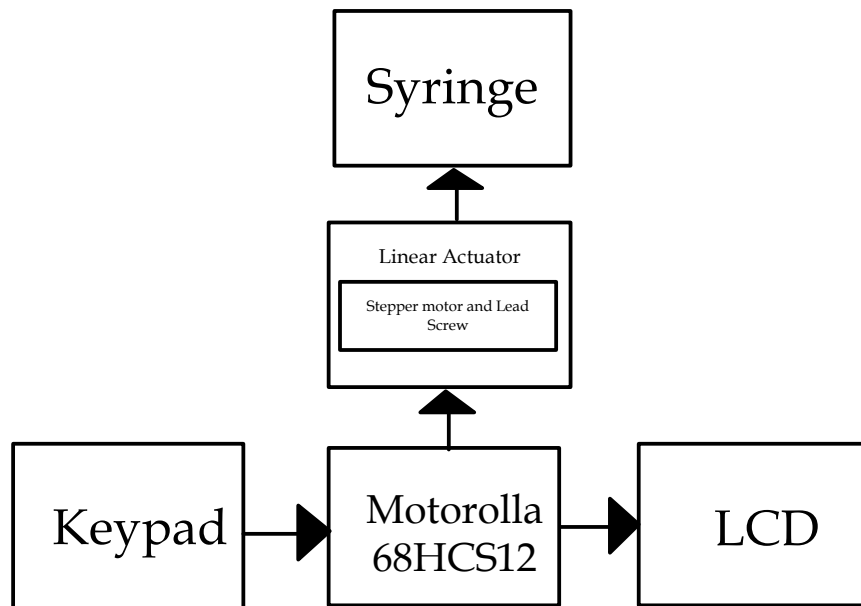 Syringe
Linear Actuator
Stepper motor and Lead
Screw
Keypad
Motorolla
68HCS12
LCD